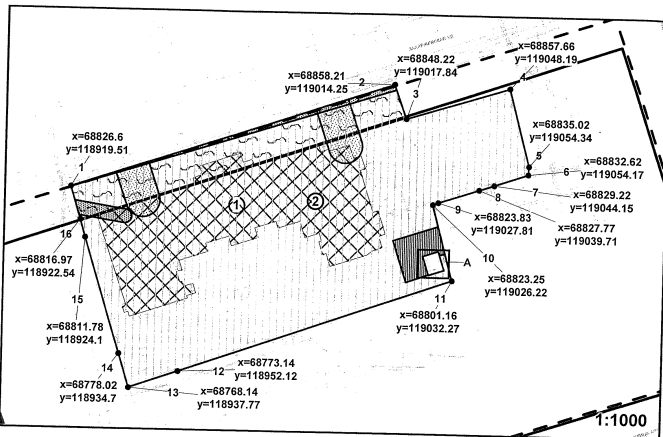 x=68857.66
y=119048.19
x=68848.22
y=119017.84
x=68858.21
y=119014.25
2
3
4
x=68826.6
y=118919.51
1
x=68835.02
y=119054.34
5
6
x=68832.62
y=119054.17
7
x=68829.22
y=119044.15
8
x=68827.77
y=119039.71
9
x=68823.83
y=119027.81
10
x=68823.25
y=119026.22
1
2
16
x=68816.97
y=118922.54
A
11
x=68801.16
y=119032.27
15
x=68811.78
y=118924.1
14
x=68778.02
y=118934.7
12
x=68773.14
y=118952.12
13
x=68768.14
y=118937.77
1:1000